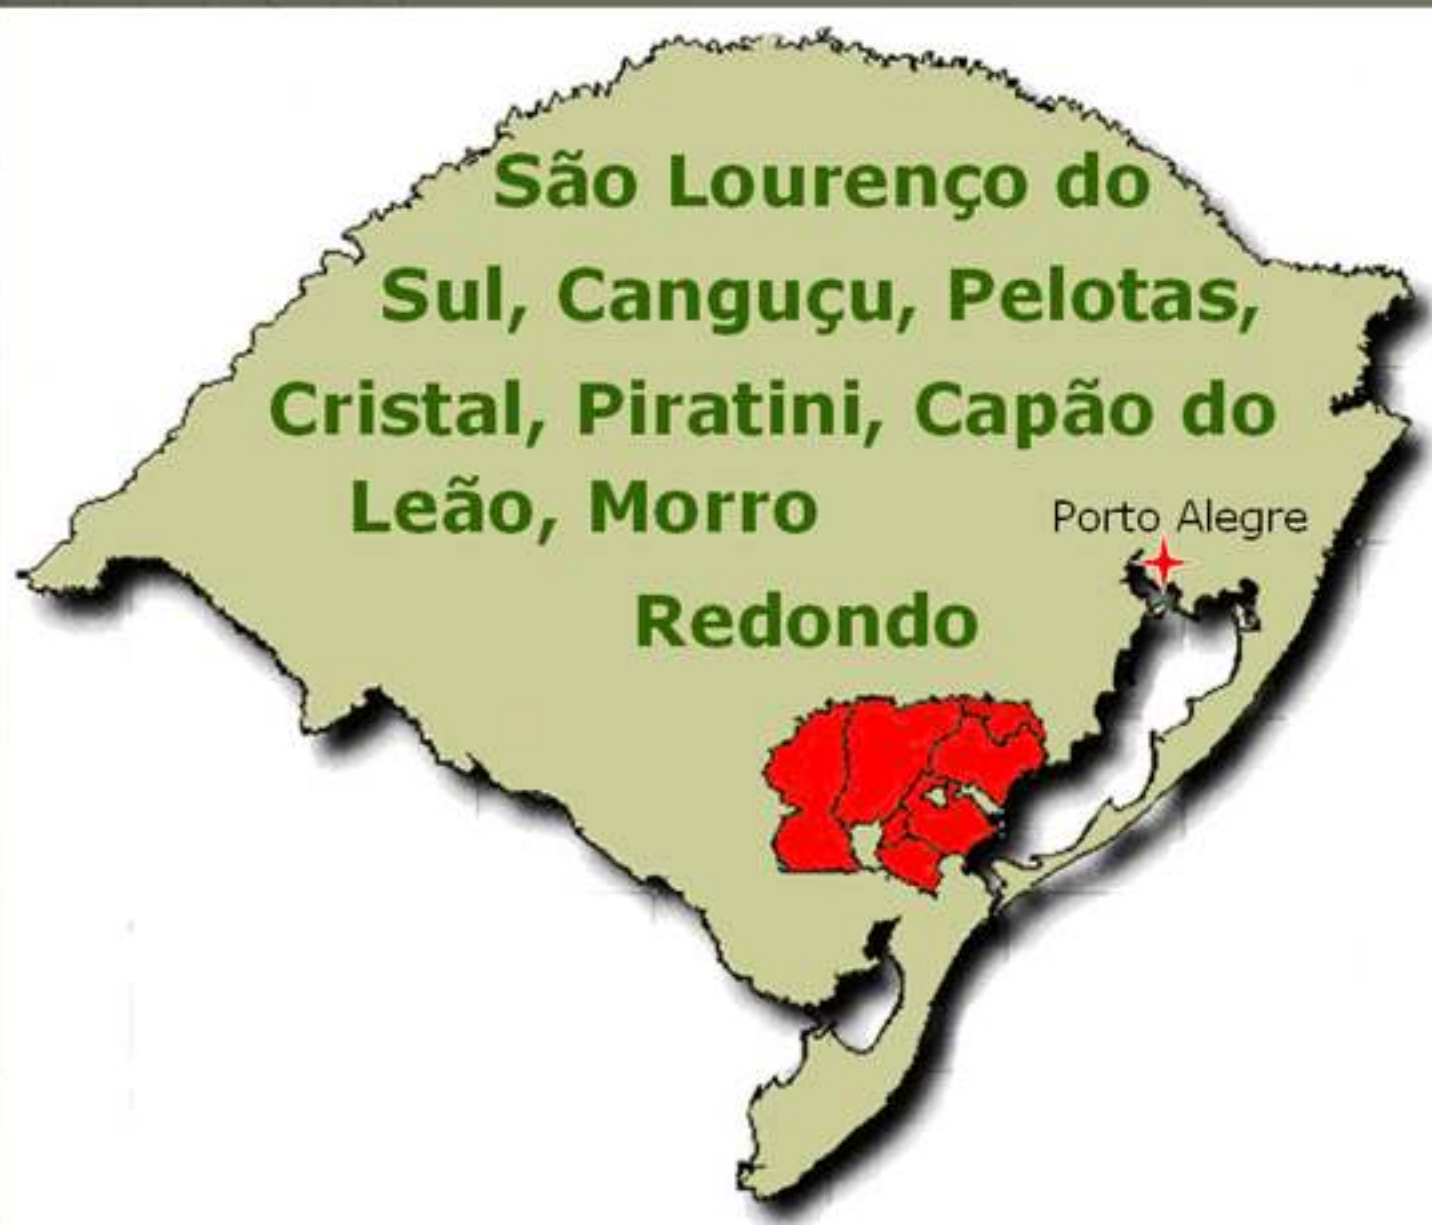 São Lourenço do
Sul, Canguçu, Pelotas,
Cristal, Piratini, Capão do
Leão, Morro
Porto Alegre
Redondo